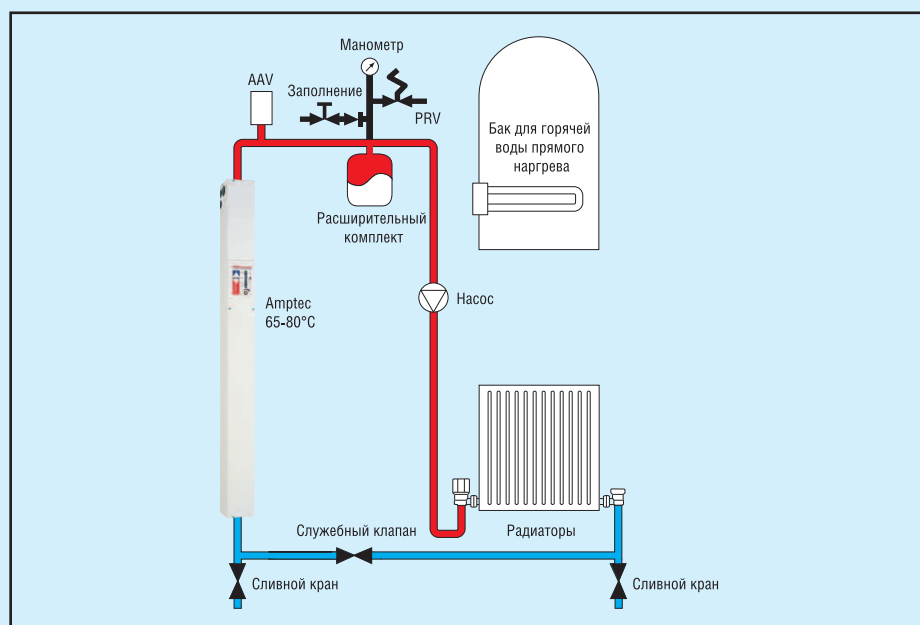 Манометр
AAV
Заполнение
PRV
Бак для горячей
воды прямого
наргрева
Расширительный
комплект
Насос
Amptec
65-80°C
Служебный клапан
Радиаторы
Сливной кран
Сливной кран